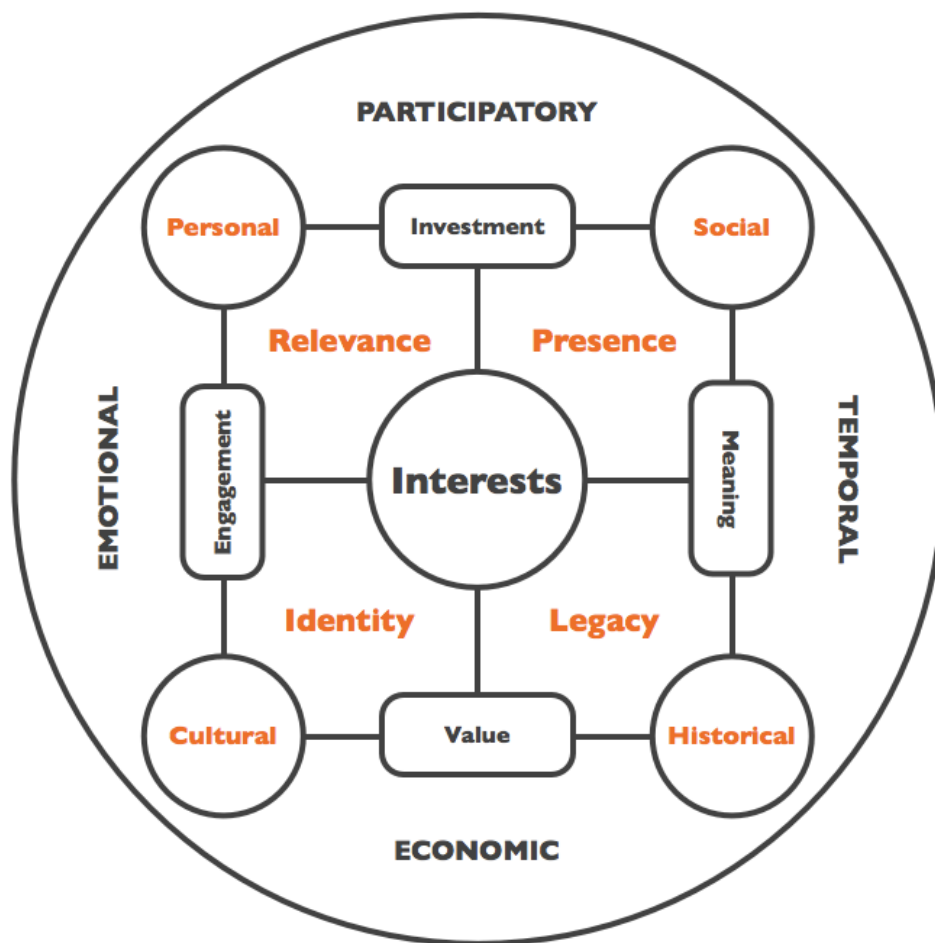 PARTICIPATORY
Personal
Investment
Social
Relevance
Presence
EMOTIONAL
Engagement
Interests
Meaning
TEMPORAL
Identity
Legacy
Cultural
Value
Historical
ECONOMIC